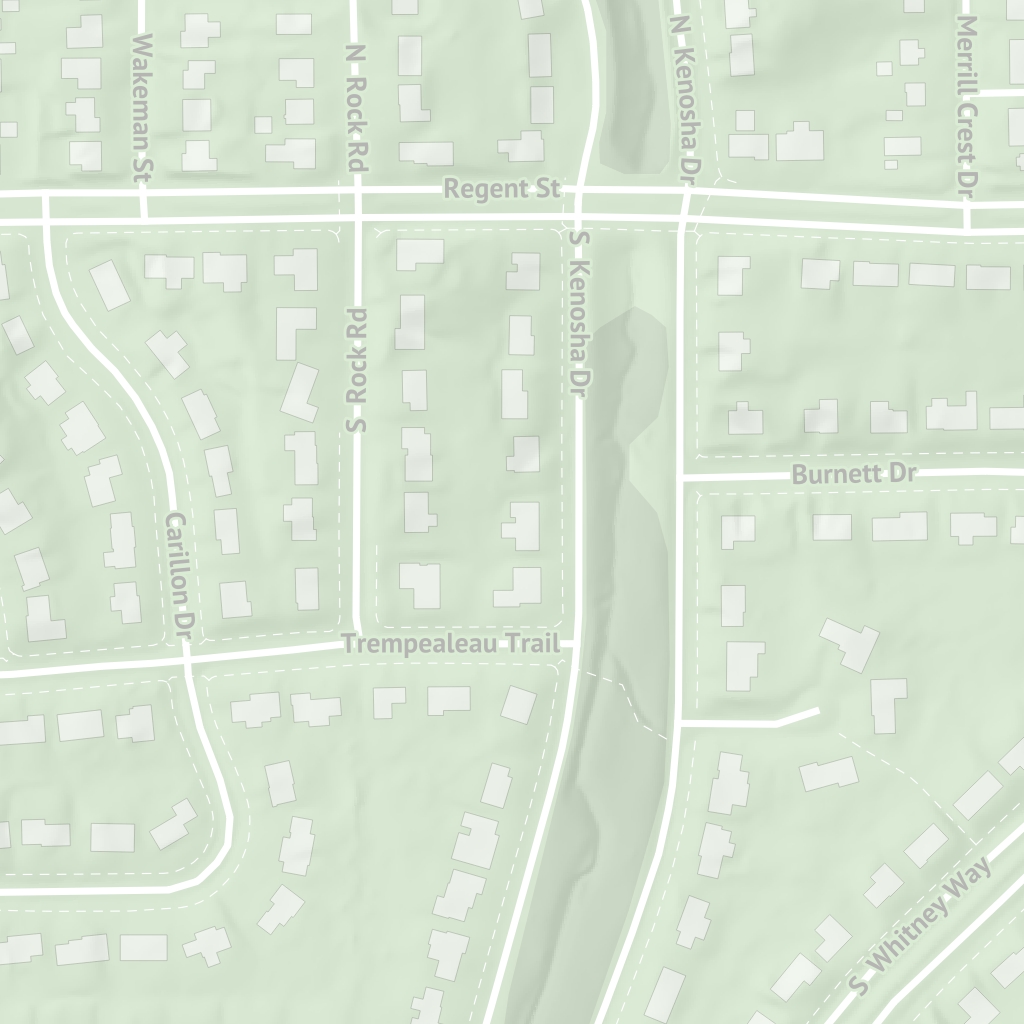 Wakeman St
N Rock Rd
N Kenosha Dr
Merrill Crest Dr
Regent St
S Kenosha Dr
S Rock Rd
Burnett Dr
Carillon Dr
Trempealeau Trail
S Whitney Way